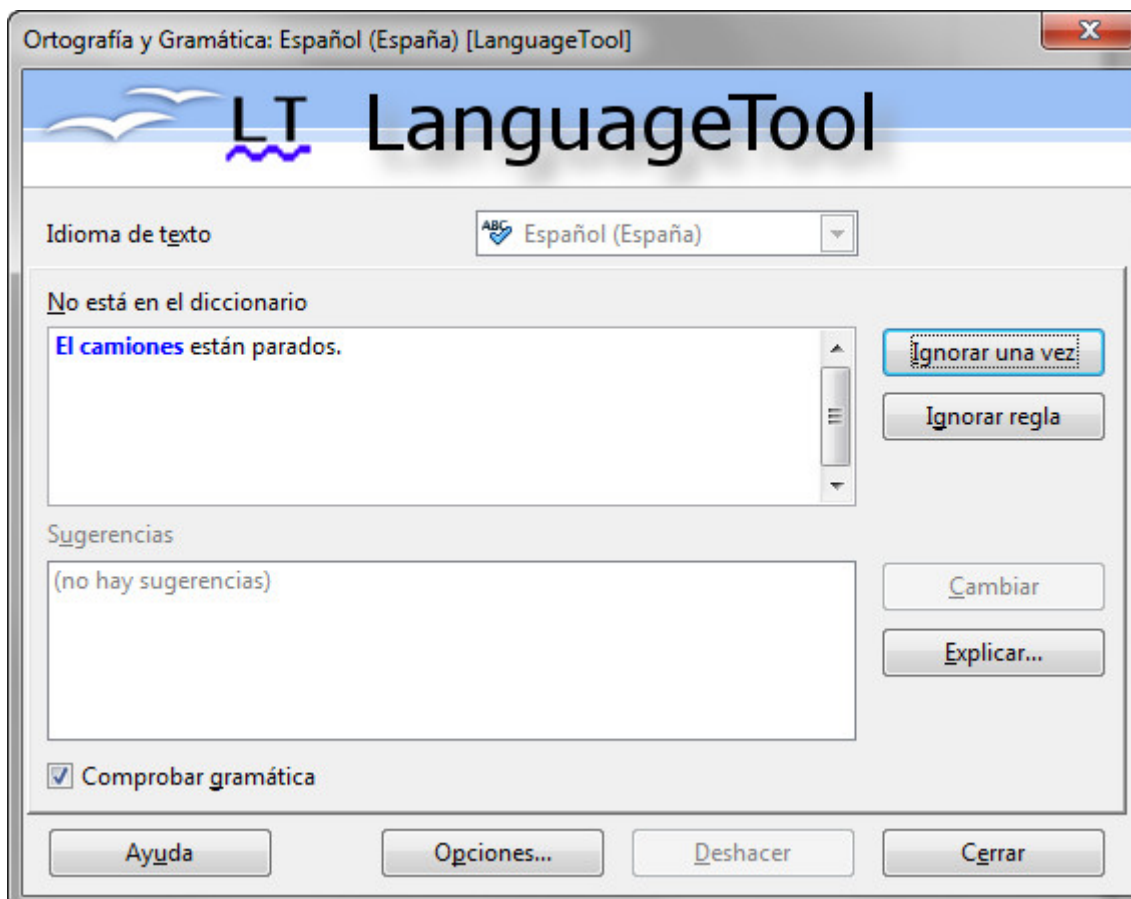 Ortografía y Gramática: Español (España) [LanguageTool]
LT LanguageTool
Idioma de texto
ABC Español (España)
No está en el diccionario
El camiones están parados.
Ignorar una vez
Ignorar regla
Sugerencias
(no hay sugerencias)
Cambiar
Explicar...
Comprobar gramática
Ayuda
Opciones...
Deshacer
Cerrar